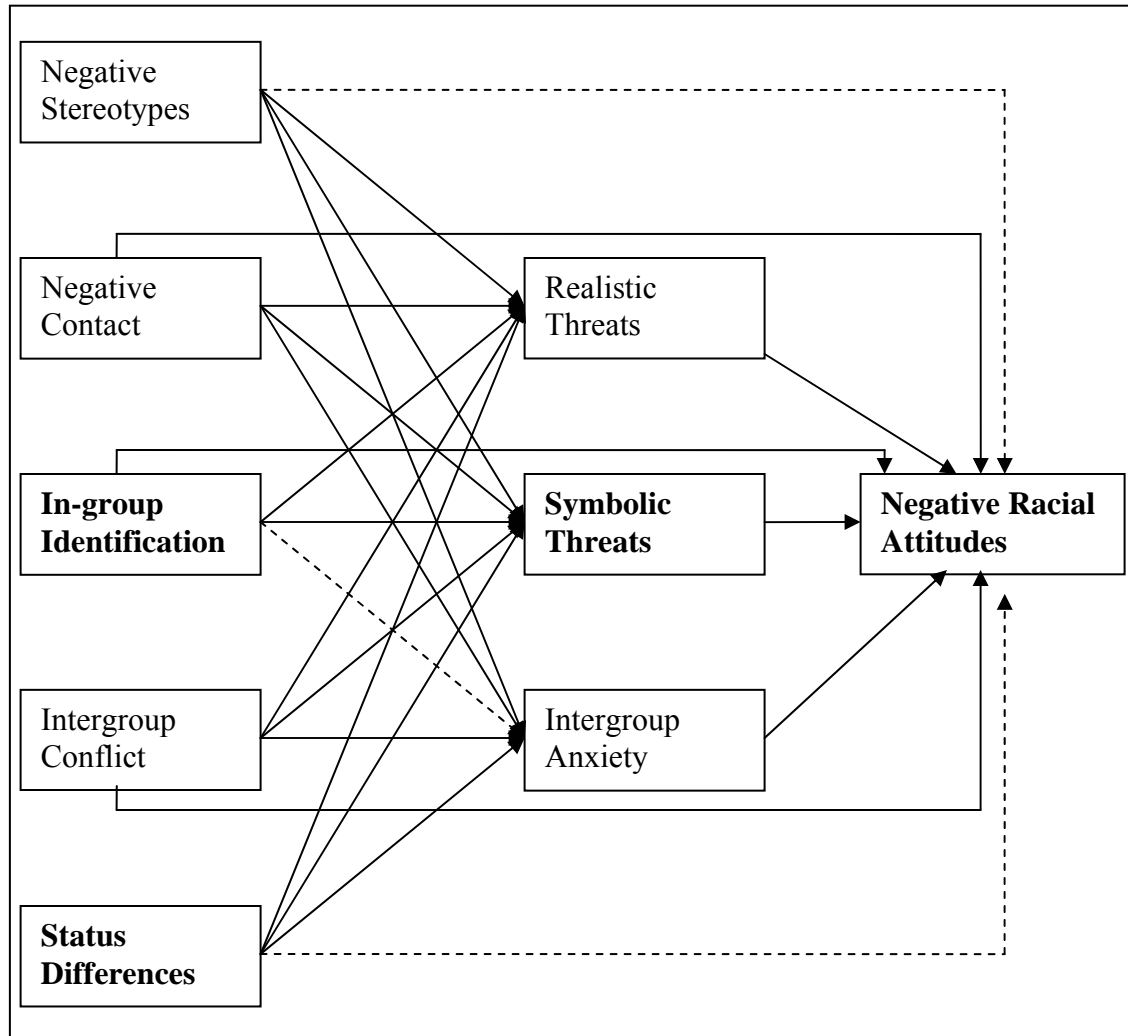 Negative
Stereotypes
Negative
Contact
Realistic
Threats
In-group
Identification
Symbolic
Threats
Negative Racial
Attitudes
Intergroup
Conflict
Intergroup
Anxiety
Status
Differences